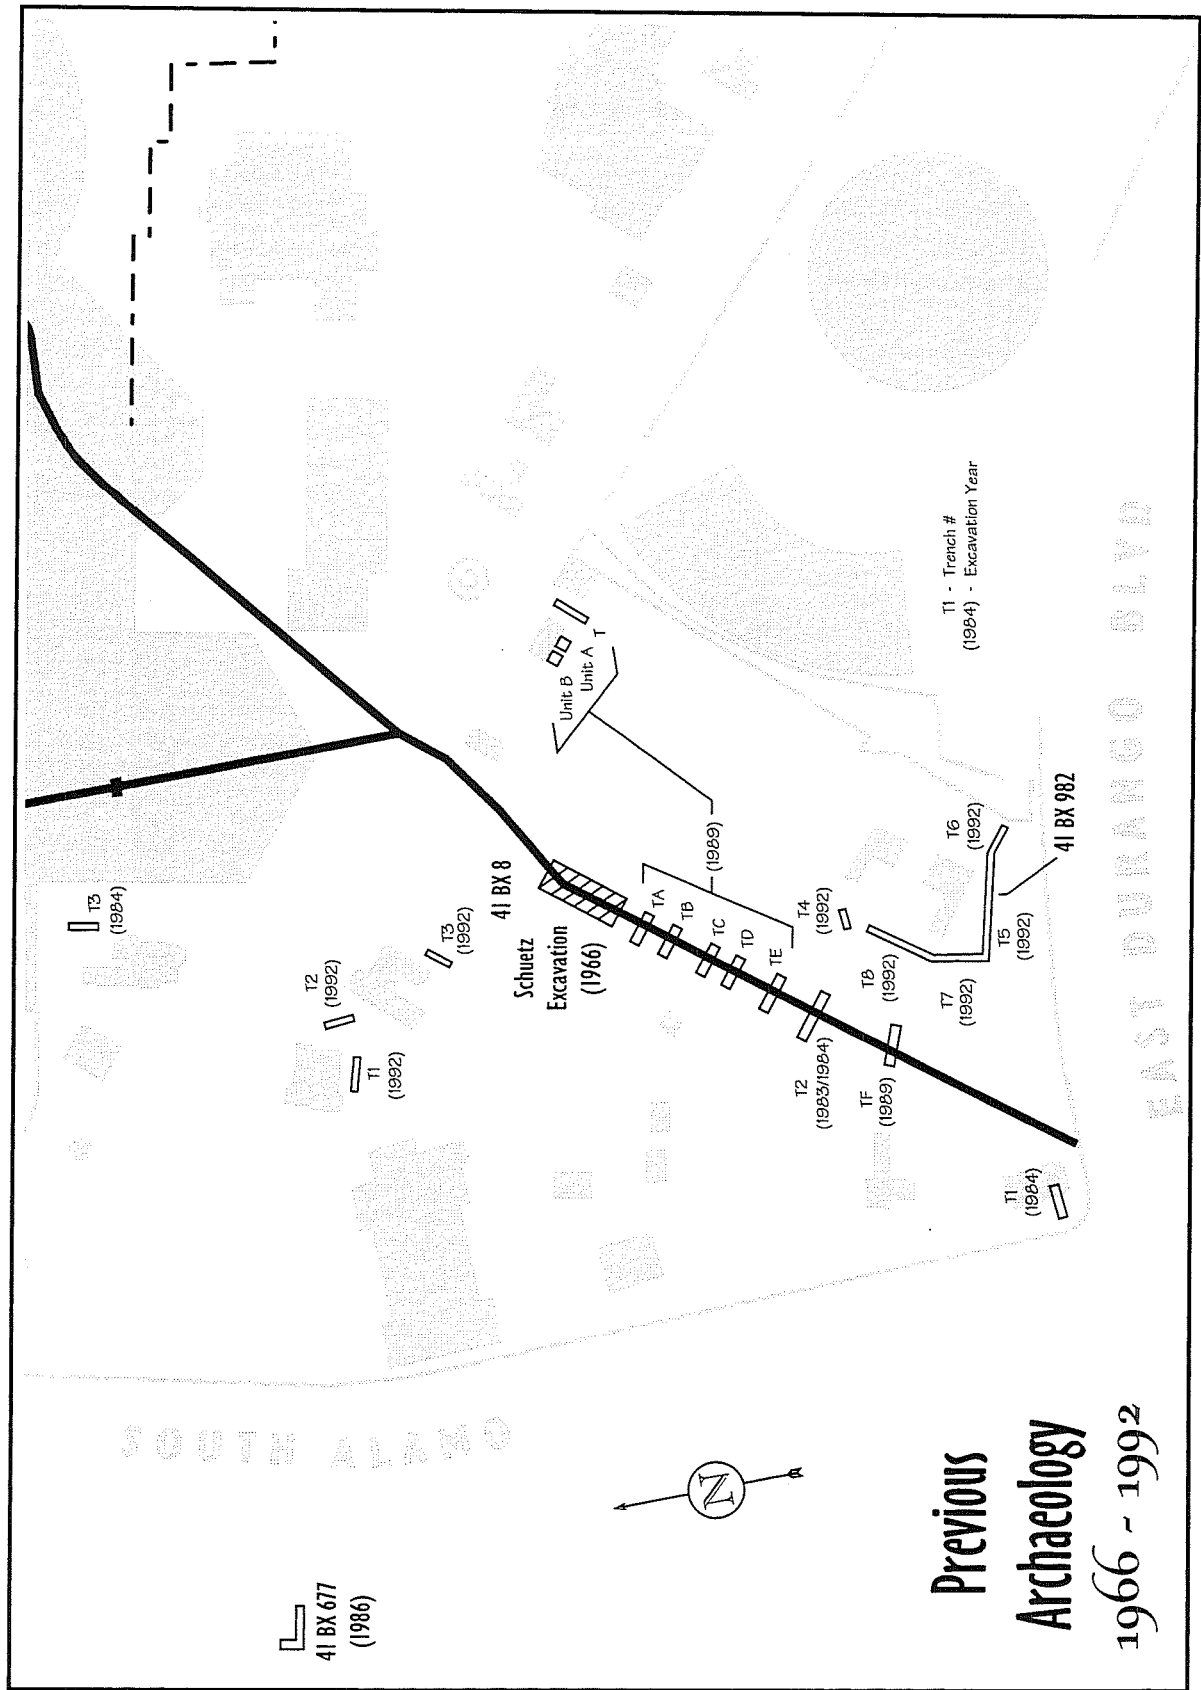 T3
(1984)
T2
(1992)
T1
(1992)
T3
(1992)
41 BX 8
Schuetz
Excavation
(1966)
TA
TB
TC
TD
TE
(1989)
Unit B
Unit A
T
T2
(1983/1984)
TF
(1989)
T4
(1992)
T8
(1992)
T7
(1992)
T5
(1992)
T6
(1992)
41 BX 982
T1
(1984)
T1 - Trench #
(1984) - Excavation Year
EAST DURANGO BLVD
SOUTH ALAMO
N
41 BX 677
(1986)
Previous
Archaeology
1966 ~ 1992